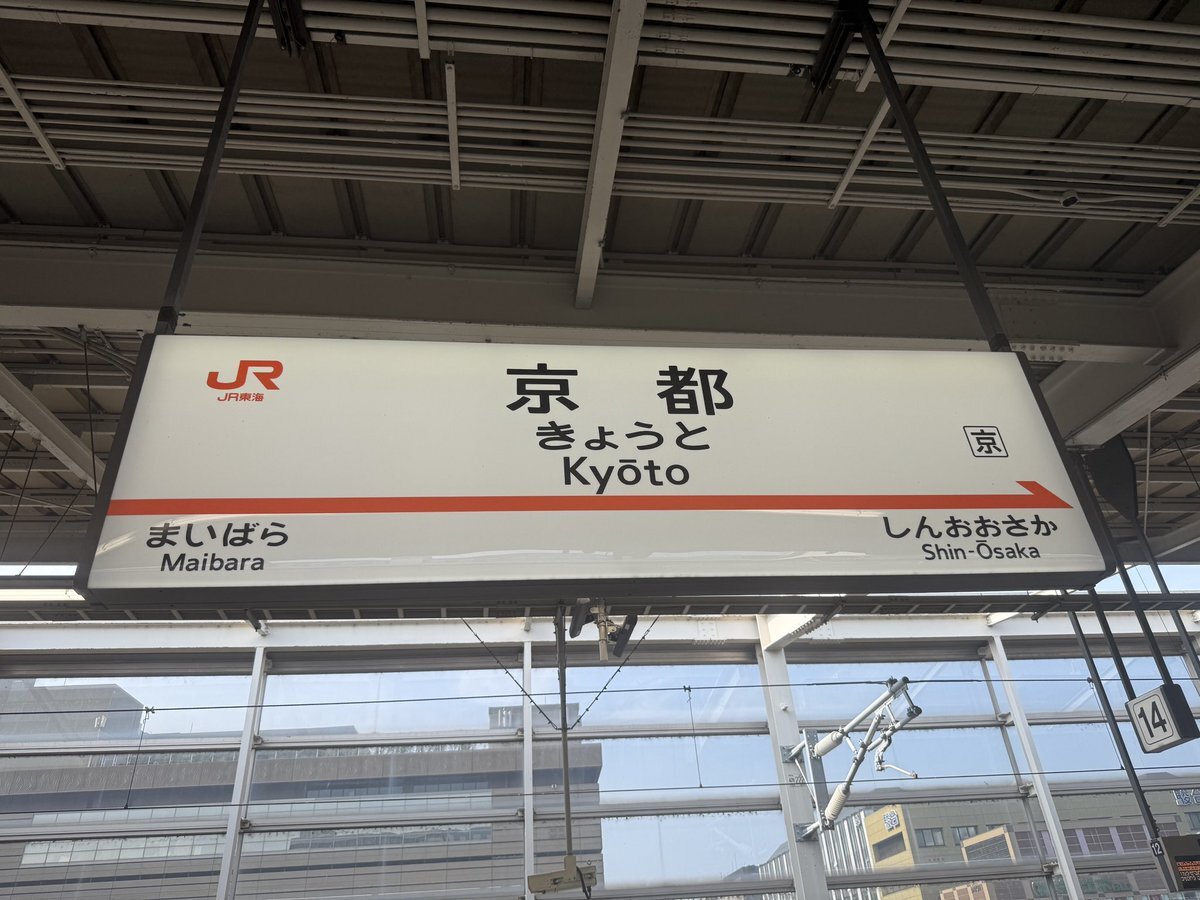 JR
JR東海
京都
きょうと
Kyōto
京
まいばら
Maibara
しんおおさか
Shin-Ōsaka
14
12